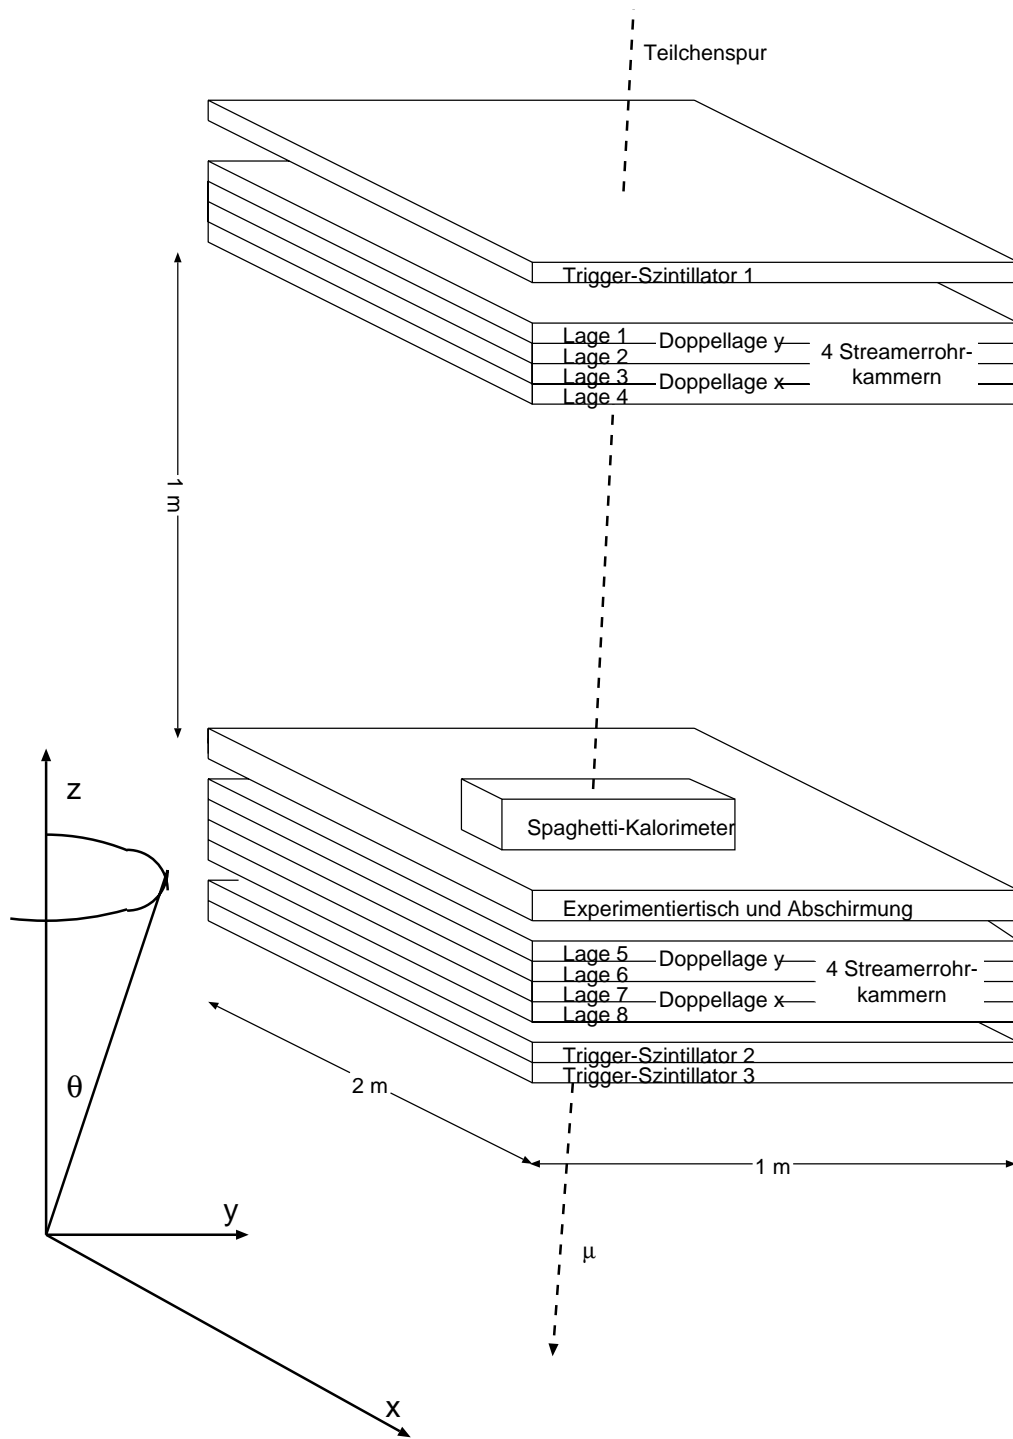 Teilchenspur
Trigger-Szintillator 1
Lage 1
Doppellage y
Lage 2
4 Streamerrohr-
kammern
Lage 3
Doppellage x
Lage 4
1 m
z
Spaghetti-Kalorimeter
Experimentiertisch und Abschirmung
Lage 5
Doppellage y
Lage 6
4 Streamerrohr-
kammern
Lage 7
Doppellage x
Lage 8
Trigger-Szintillator 2
Trigger-Szintillator 3
θ
2 m
1 m
y
μ
x